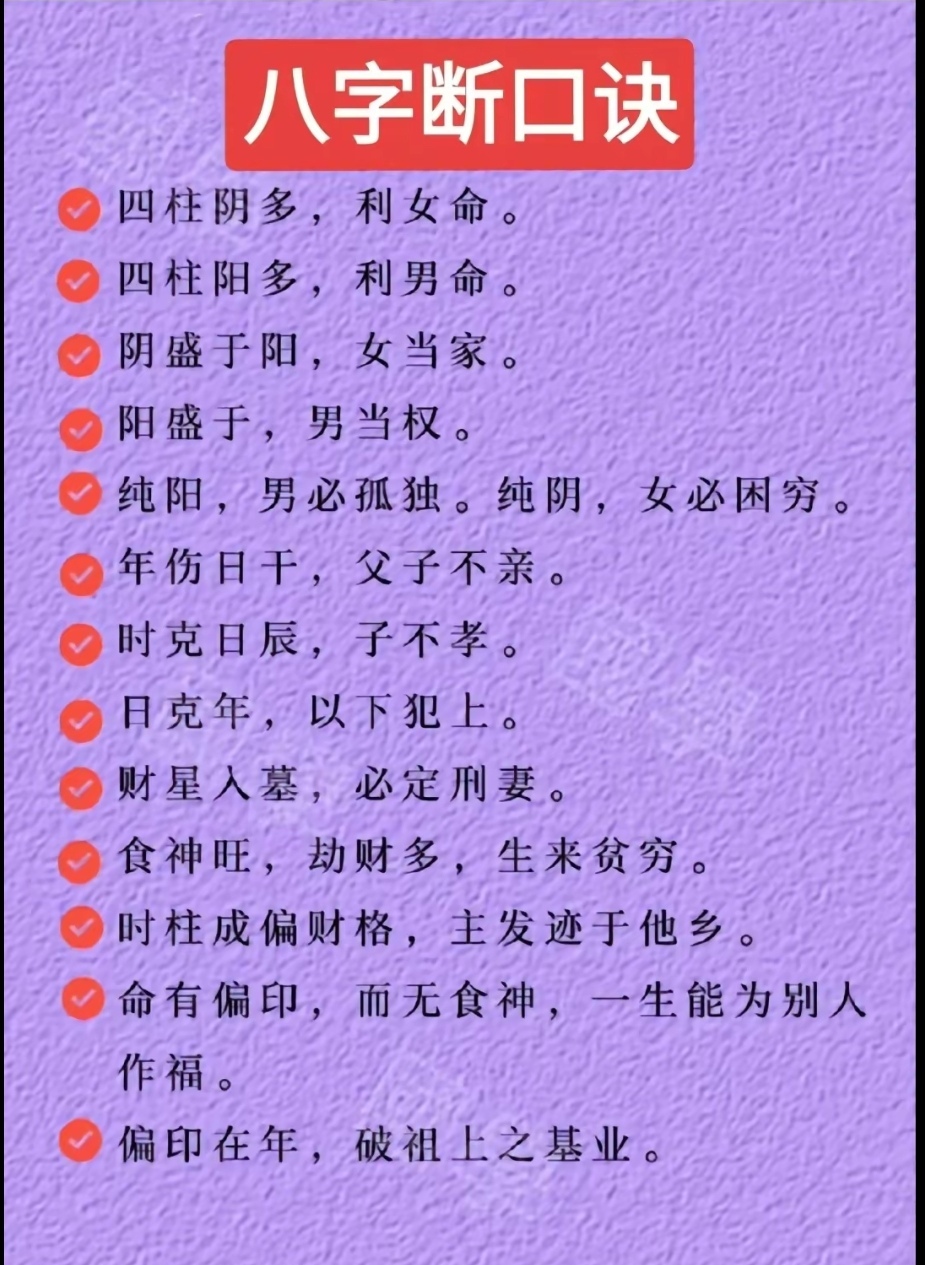 八字断口诀
四柱阴多，利女命。
四柱阳多，利男命。
阴盛于阳，女当家。
阳盛于，男当权。
纯阳，男必孤独。纯阴，女必困穷。
年伤日干，父子不亲。
时克日辰，子不孝。
日克年，以下犯上。
财星入墓，必定刑妻。
食神旺，劫财多，生来贫穷。
时柱成偏财格，主发迹于他乡。
命有偏印，而无食神，一生能为别人
作福。
偏印在年，破祖上之基业。